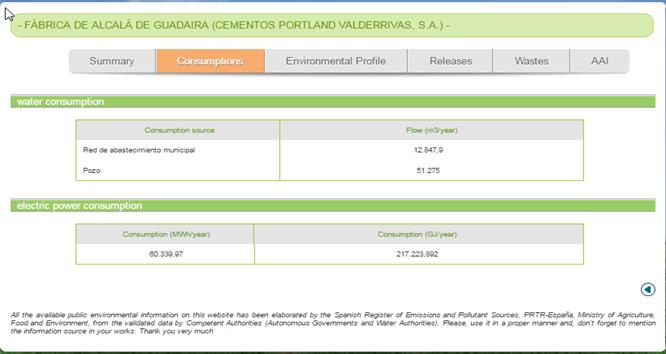 - FÁBRICA DE ALCALÁ DE GUADAIRA (CEMENTOS PORTLAND VALDERRIVAS, S.A.) -
Summary Consumptions Environmental Profile Releases Wastes AAI
water consumption
Consumption source Flow (m3/year)
Red de abastecimiento municipal 12.847,9
Pozo 51.275
electric power consumption
Consumption (MWh/year) Consumption (GJ/year)
60.339,97 217.223.892
All the available public environmental information on this website has been elaborated by the Spanish Register of Emissions and Pollutant Sources, PRTR-España, Ministry of Agriculture,
Food and Environment, from the validated data by Competent Authorities (Autonomous Governments and Water Authorities). Please, use it in a proper manner and, don't forget to mention
the information source in your works. Thank you very much